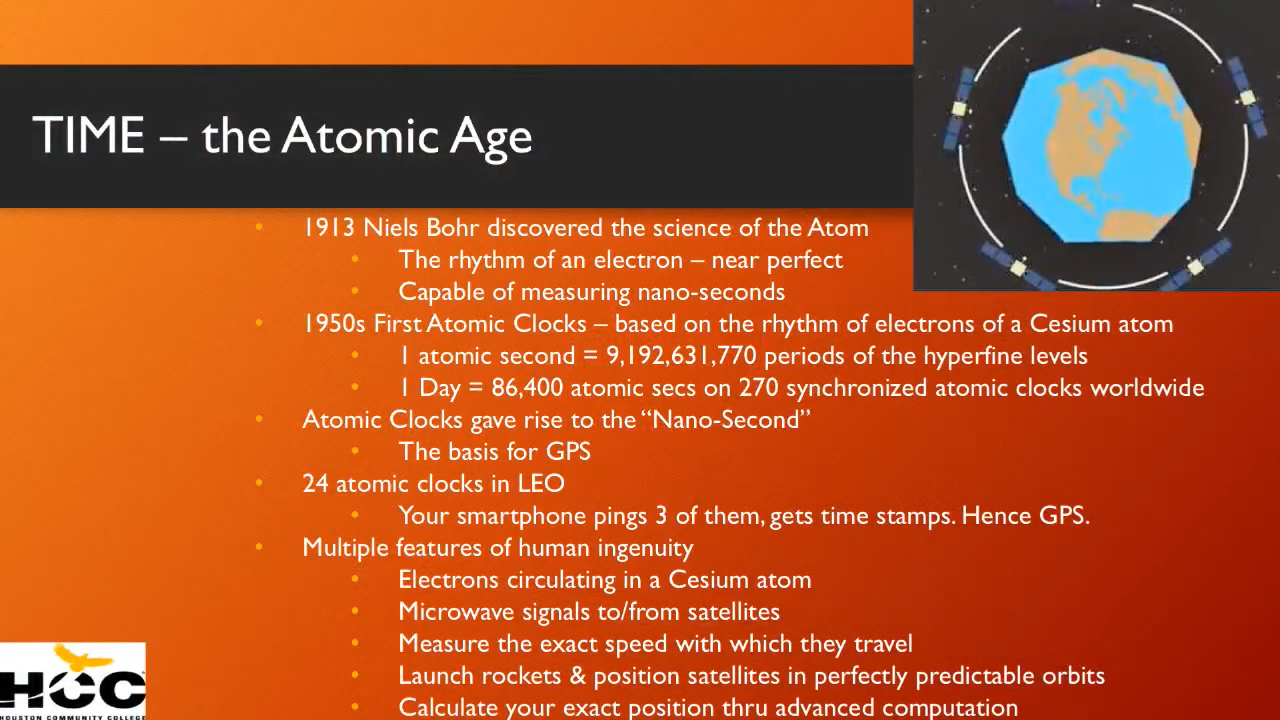 TIME – the Atomic Age
1913 Niels Bohr discovered the science of the Atom
The rhythm of an electron – near perfect
Capable of measuring nano-seconds
1950s First Atomic Clocks – based on the rhythm of electrons of a Cesium atom
1 atomic second = 9,192,631,770 periods of the hyperfine levels
1 Day = 86,400 atomic secs on 270 synchronized atomic clocks worldwide
Atomic Clocks gave rise to the “Nano-Second”
The basis for GPS
24 atomic clocks in LEO
Your smartphone pings 3 of them, gets time stamps. Hence GPS.
Multiple features of human ingenuity
Electrons circulating in a Cesium atom
Microwave signals to/from satellites
Measure the exact speed with which they travel
Launch rockets & position satellites in perfectly predictable orbits
Calculate your exact position thru advanced computation
HCC
HOUSTON COMMUNITY COLLEGE